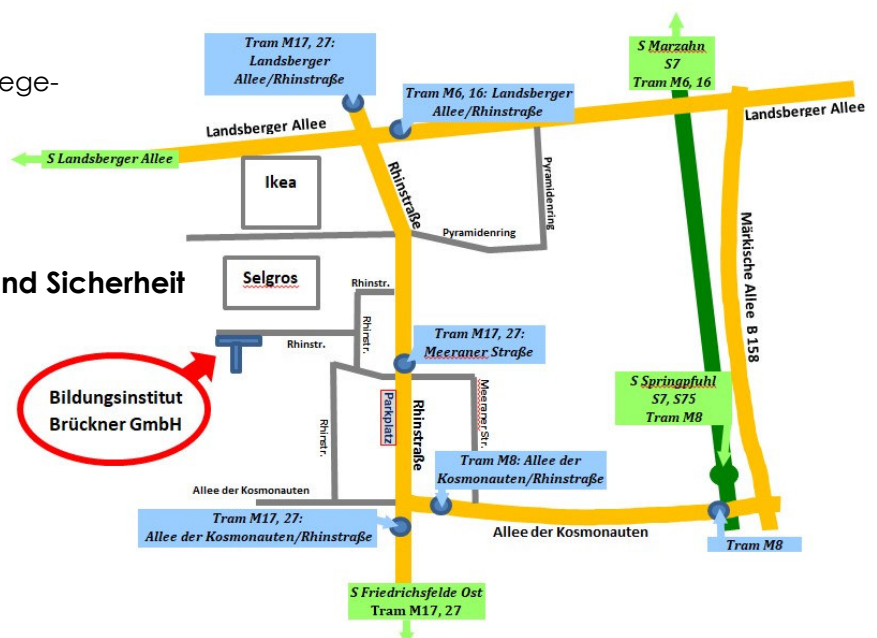 ege-
nd Sicherheit
Tram M17, 27:
Landsberger
Allee/Rhinstraße
Tram M6, 16: Landsberger
Allee/Rhinstraße
S Marzahn
S7
Tram M6, 16
Landsberger Allee
Landsberger Allee
S Landsberger Allee
Ikea
Rhinstraße
Pyramidenring
Pyramidenring
Märkische Allee B 158
Selgros
Rhinstr.
Rhinstr.
Rhinstr.
Tram M17, 27:
Meeraner Straße
Bildungsinstitut
Brückner GmbH
S Springpfuhl
S7, S75
Tram M8
Rhinstr.
Parkplatz
Rhinstraße
Meeraner Str.
Tram M8: Allee der
Kosmonauten/Rhinstraße
Allee der Kosmonauten
Tram M17, 27:
Allee der Kosmonauten/Rhinstraße
Allee der Kosmonauten
Tram M8
S Friedrichsfelde Ost
Tram M17, 27